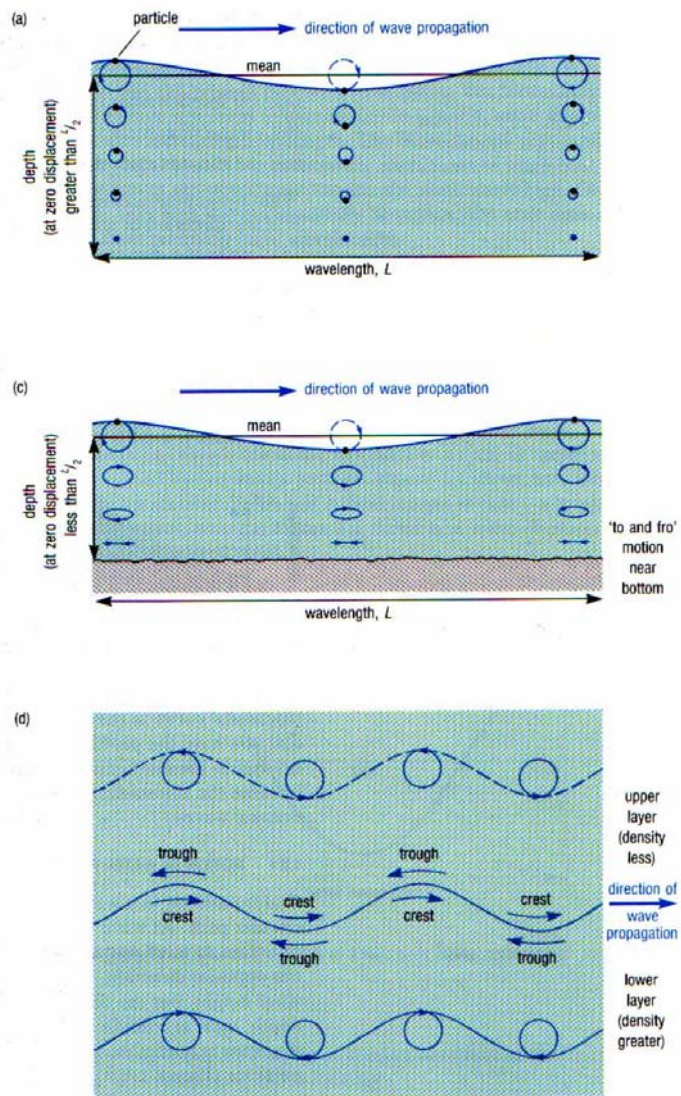 (a)
particle
direction of wave propagation
mean
depth
(at zero displacement)
greater than L/2
wavelength, L
(c)
direction of wave propagation
mean
depth
(at zero displacement)
less than L/2
'to and fro'
motion
near
bottom
wavelength, L
(d)
upper
layer
(density
less)
trough
trough
crest
crest
crest
crest
trough
trough
direction of
wave
propagation
lower
layer
(density
greater)